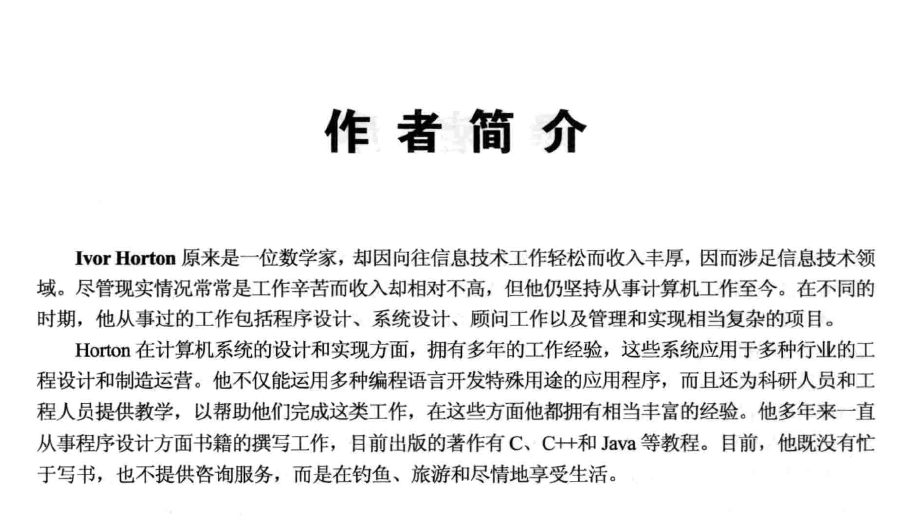 作者简介
Ivor Horton 原来是一位数学家，却因向往信息技术工作轻松而收入丰厚，因而涉足信息技术领
域。尽管现实情况常常是工作辛苦而收入却相对不高，但他仍坚持从事计算机工作至今。在不同的
时期，他从事过的工作包括程序设计、系统设计、顾问工作以及管理和实现相当复杂的项目。
Horton 在计算机系统的设计和实现方面，拥有多年的工作经验，这些系统应用于多种行业的工
程设计和制造运营。他不仅能运用多种编程语言开发特殊用途的应用程序，而且还为科研人员和工
程人员提供教学，以帮助他们完成这类工作，在这些方面他都拥有相当丰富的经验。他多年来一直
从事程序设计方面书籍的撰写工作，目前出版的著作有 C、C++和 Java 等教程。目前，他既没有忙
于写书，也不提供咨询服务，而是在钓鱼、旅游和尽情地享受生活。